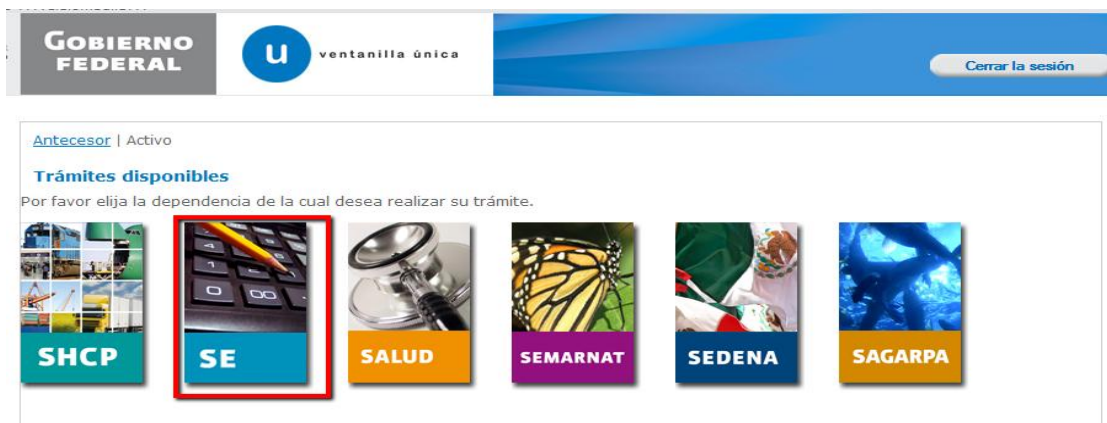 GOBIERNO
FEDERAL
u ventanilla única
Cerrar la sesión
Antecesor | Activo
Trámites disponibles
Por favor elija la dependencia de la cual desea realizar su trámite.
SHCP SE SALUD SEMARNAT SEDENA SAGARPA